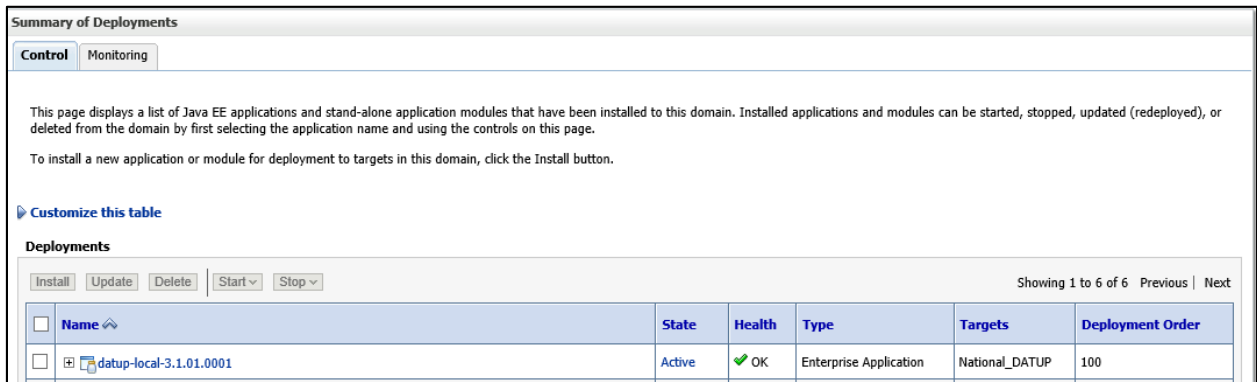 Summary of Deployments
Control Monitoring
This page displays a list of Java EE applications and stand-alone application modules that have been installed to this domain. Installed applications and modules can be started, stopped, updated (redeployed), or
deleted from the domain by first selecting the application name and using the controls on this page.
To install a new application or module for deployment to targets in this domain, click the Install button.
Customize this table
Deployments
Install Update Delete Start Stop Showing 1 to 6 of 6 Previous | Next
Name State Health Type Targets Deployment Order
datup-local-3.1.01.0001 Active OK Enterprise Application National_DATUP 100